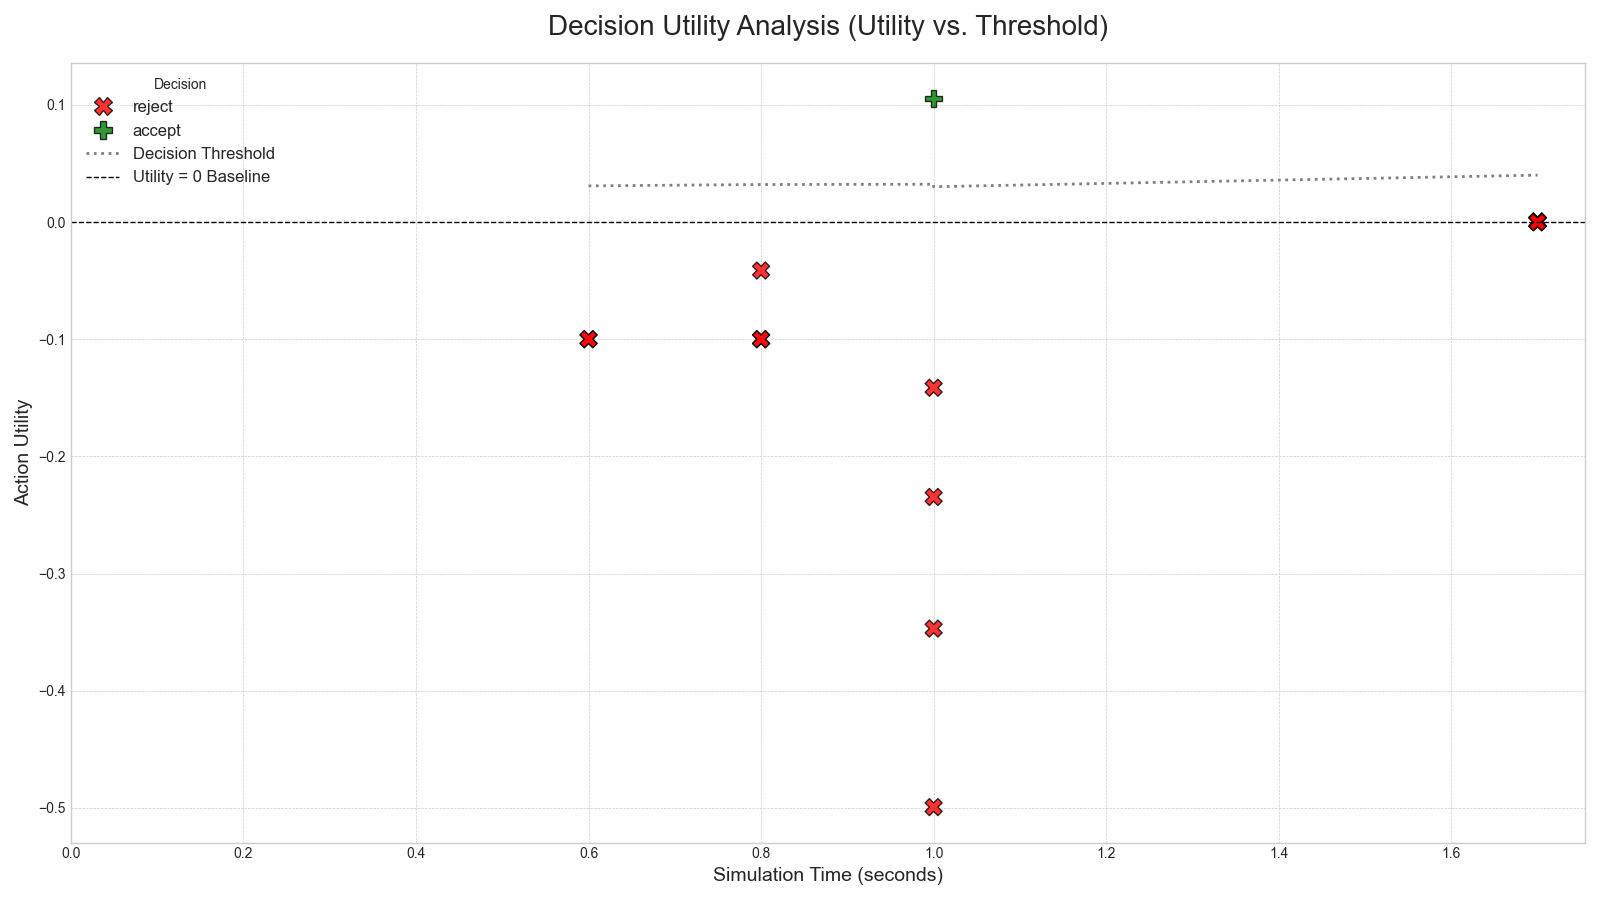 Decision Utility Analysis (Utility vs. Threshold)
Decision
reject
accept
Decision Threshold
Utility = 0 Baseline
0.1
0.0
−0.1
−0.2
−0.3
−0.4
−0.5
Action Utility
0.0 0.2 0.4 0.6 0.8 1.0 1.2 1.4 1.6
Simulation Time (seconds)